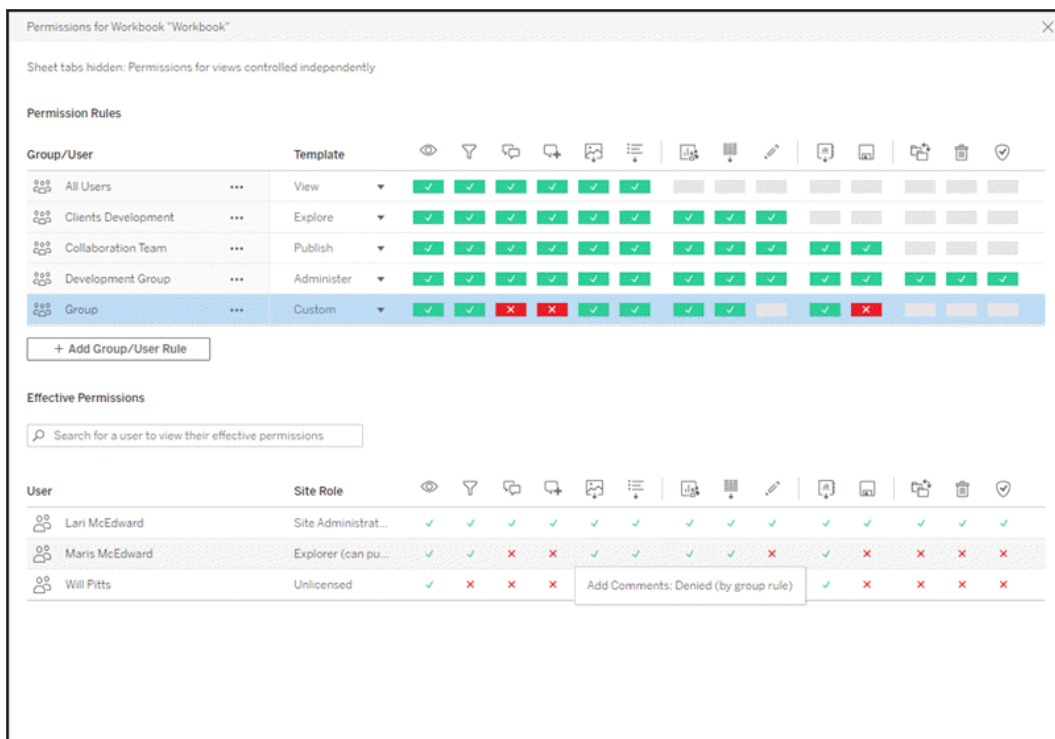 Permissions for Workbook "Workbook"
Sheet tabs hidden: Permissions for views controlled independently
Permission Rules
Group/User Template
All Users ••• View
Clients Development ••• Explore
Collaboration Team ••• Publish
Development Group ••• Administer
Group ••• Custom
+ Add Group/User Rule
Effective Permissions
Search for a user to view their effective permissions
User Site Role
Lari McEdward Site Administrat...
Maris McEdward Explorer (can pu...
Will Pitts Unlicensed
Add Comments: Denied (by group rule)